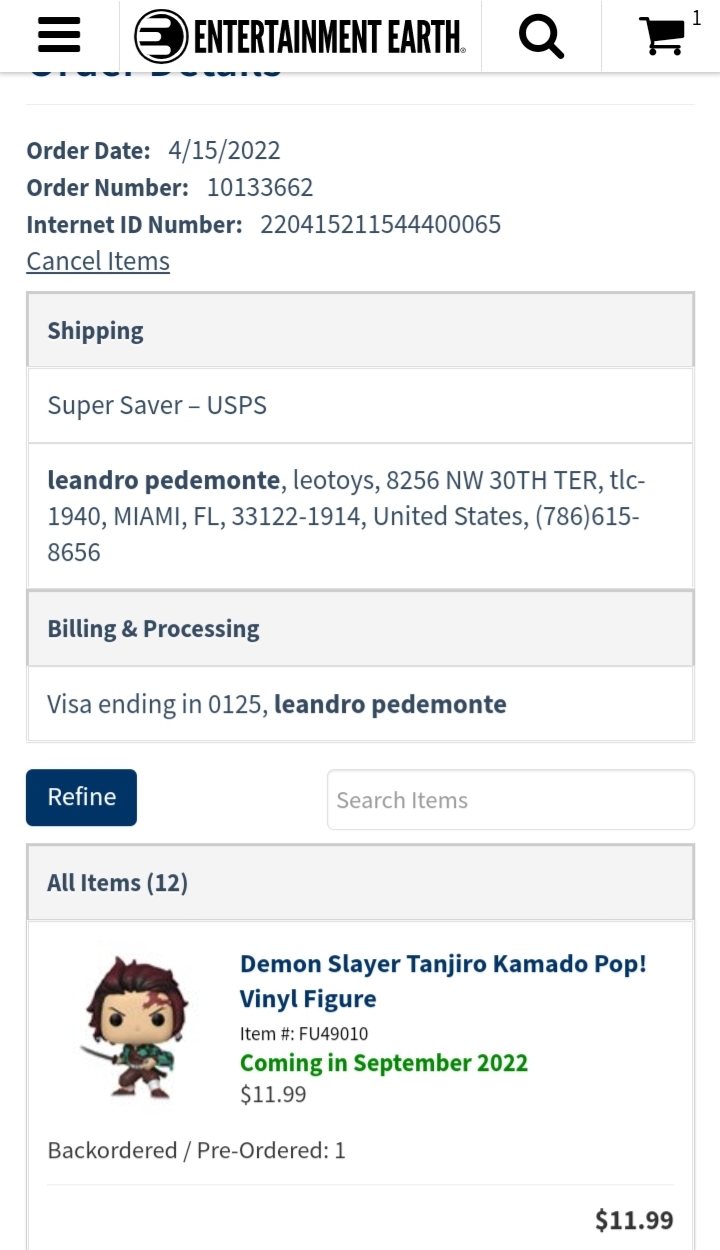 ENTERTAINMENT EARTH
1
Order Details
Order Date: 4/15/2022
Order Number: 10133662
Internet ID Number: 220415211544400065
Cancel Items
Shipping
Super Saver – USPS
leandro pedemonte, leotoys, 8256 NW 30TH TER, tlc-
1940, MIAMI, FL, 33122-1914, United States, (786)615-
8656
Billing & Processing
Visa ending in 0125, leandro pedemonte
Refine
Search Items
All Items (12)
Demon Slayer Tanjiro Kamado Pop!
Vinyl Figure
Item #: FU49010
Coming in September 2022
$11.99
Backordered / Pre-Ordered: 1
$11.99